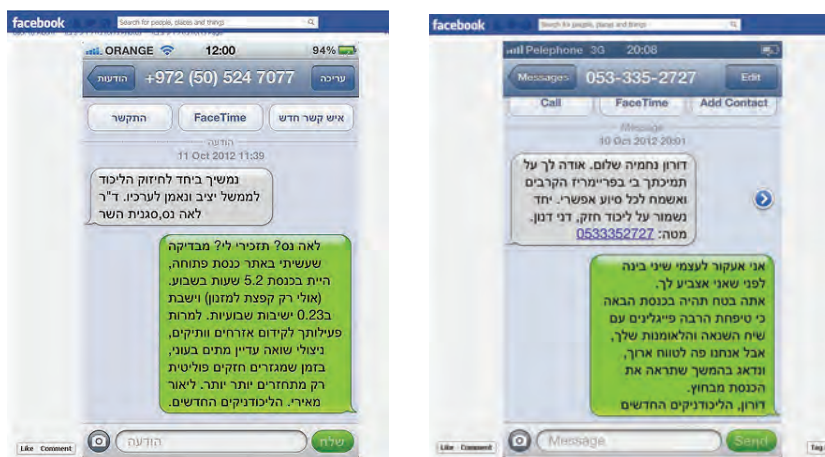 facebook
Search for people, places and things
ORANGE 12:00 94%
הודעות +972 (50) 524 7077 עריכה
התקשר FaceTime איש קשר חדש
הודעה
11 Oct 2012 11:39
נמשיך ביחד לחיזוק הליכוד
לממשל יציב ונאמן לערכיו. ד"ר
לאה נס,סגנית השר
לאה נס? תזכירי לי? מבדיקה
שעשיתי באתר כנסת פתוחה,
היית בכנסת 5.2 שעות בשבוע.
(אולי רק קפצת למזנון) וישבת
ב0.23 ישיבות שבועיות. למרות
פעילותך לקידום אזרחים וותיקים,
ניצולי שואה עדיין מתים בעוני,
בזמן שמגזרים חזקים פוליטית
רק מתחזרים יותר יותר. ליאור
מאירי. הליכודניקים החדשים.
הודעה שלח
Like Comment
facebook
Search for people, places and things
Pelephone 3G 20:08
Messages 053-335-2727 Edit
Call FaceTime Add Contact
Message
10 Oct 2012 20:01
דורון נחמיה שלום. אודה לך על
תמיכתך בי בפריימריז הקרבים
ואשמח לכל סיוע אפשרי. יחד
נשמור על ליכוד חזק, דני דנון.
מטה: 0533352727
אני אעקור לעצמי שיני בינה
לפני שאני אצביע לך.
אתה בטח תהיה בכנסת הבאה
כי טיפחת הרבה פייגלינים עם
שיח השנאה והלאומנות שלך,
אבל אנחנו פה לטווח ארוך,
ונדאג בהמשך שתראה את
הכנסת מבחוץ.
דורון, הליכודניקים החדשים
Message Send
Like Comment
Tag